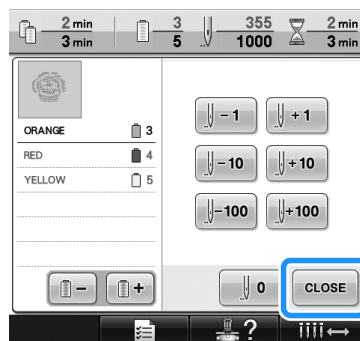 2 min 3 355 2 min
3 min 5 1000 3 min
ORANGE 3
RED 4
YELLOW 5
-1 +1
-10 +10
-100 +100
- + 0 CLOSE
?